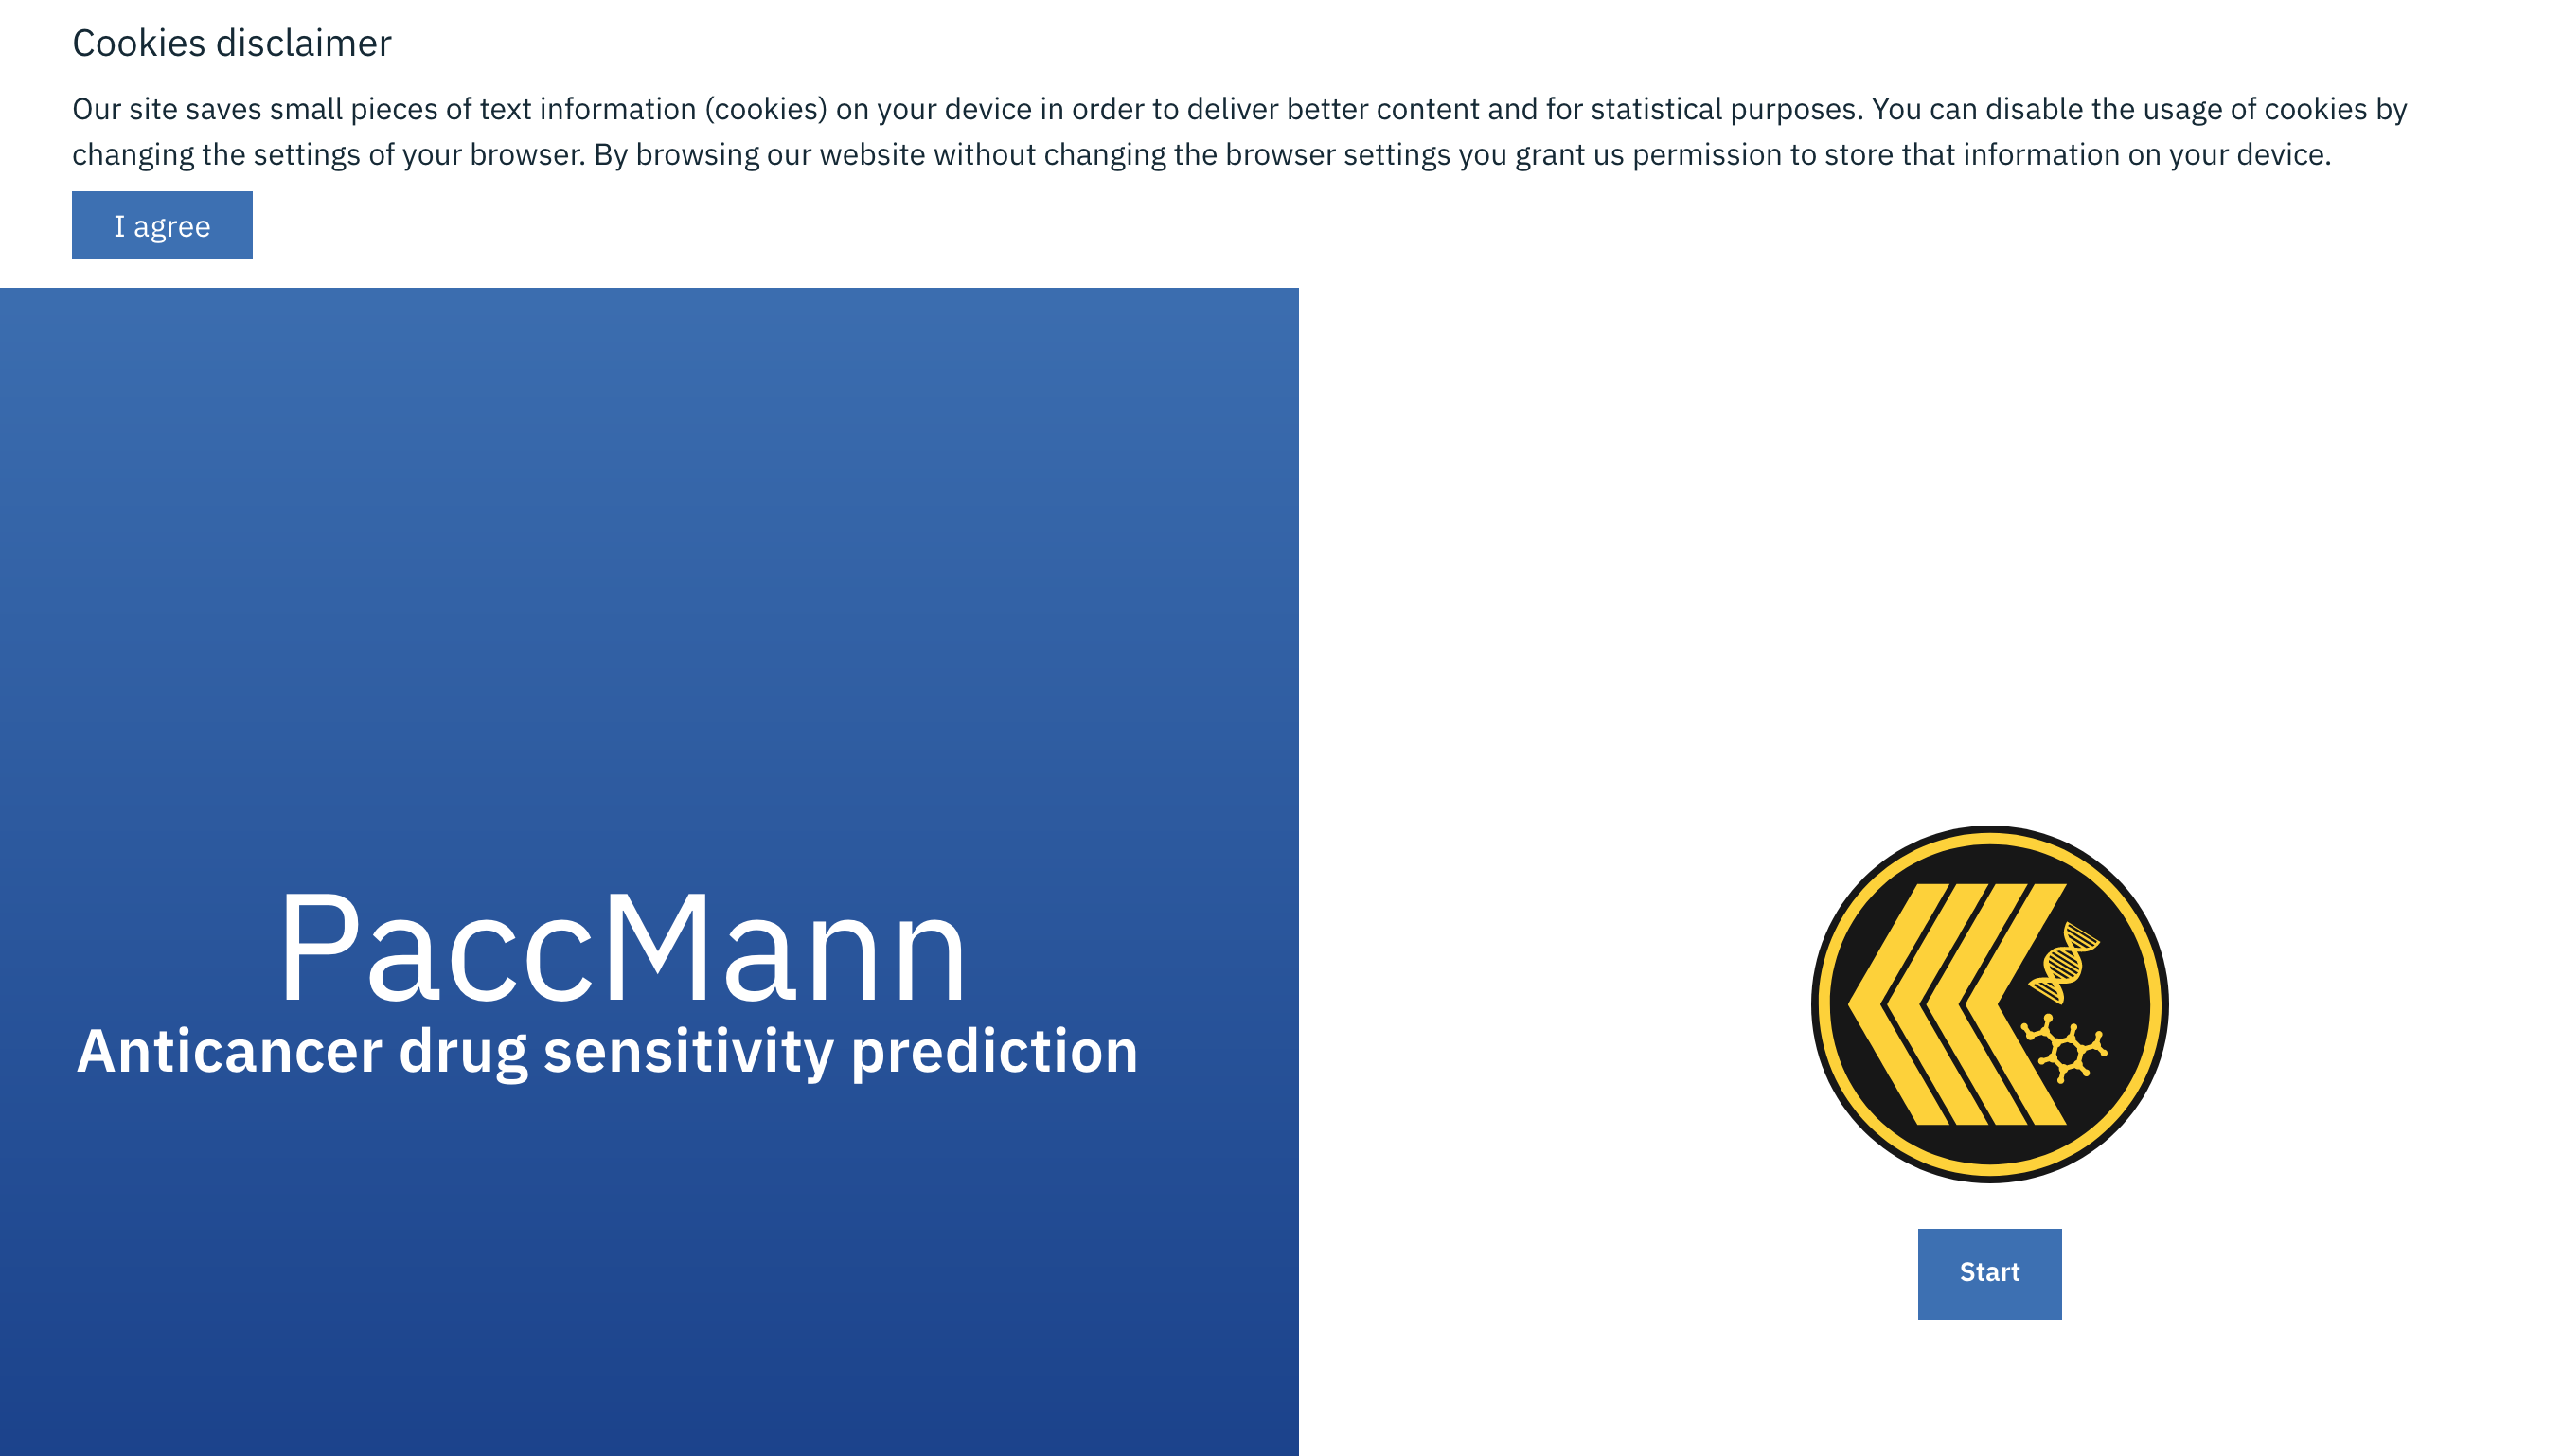 Cookies disclaimer
Our site saves small pieces of text information (cookies) on your device in order to deliver better content and for statistical purposes. You can disable the usage of cookies by
changing the settings of your browser. By browsing our website without changing the browser settings you grant us permission to store that information on your device.
I agree
PaccMann
Anticancer drug sensitivity prediction
Start